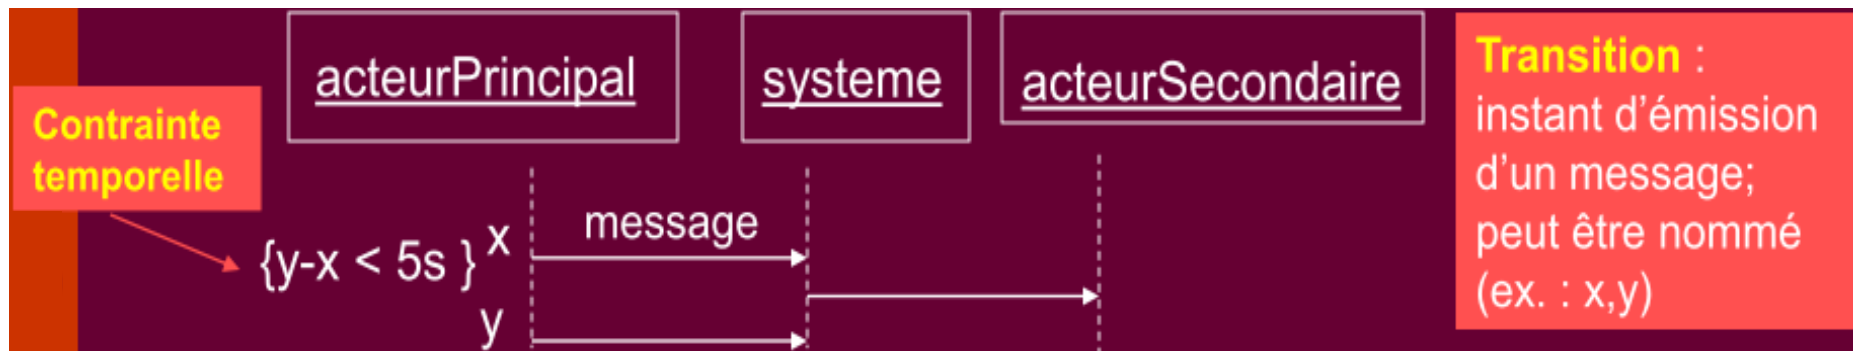 acteurPrincipal
systeme
acteurSecondaire
Transition :
instant d'émission
d'un message;
peut être nommé
(ex. : x,y)
Contrainte
temporelle
message
{y-x < 5s }
x
y